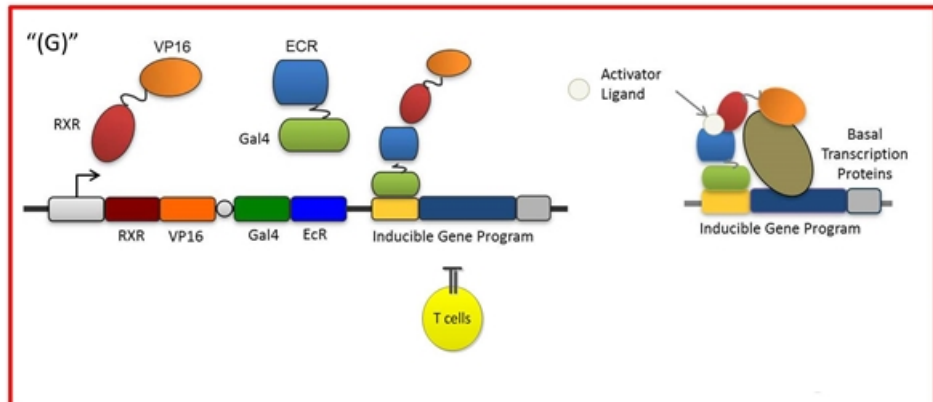 "(G)"
VP16
RXR
ECR
Gal4
RXR
VP16
Gal4
EcR
Inducible Gene Program
T cells
Activator
Ligand
Basal
Transcription
Proteins
Inducible Gene Program